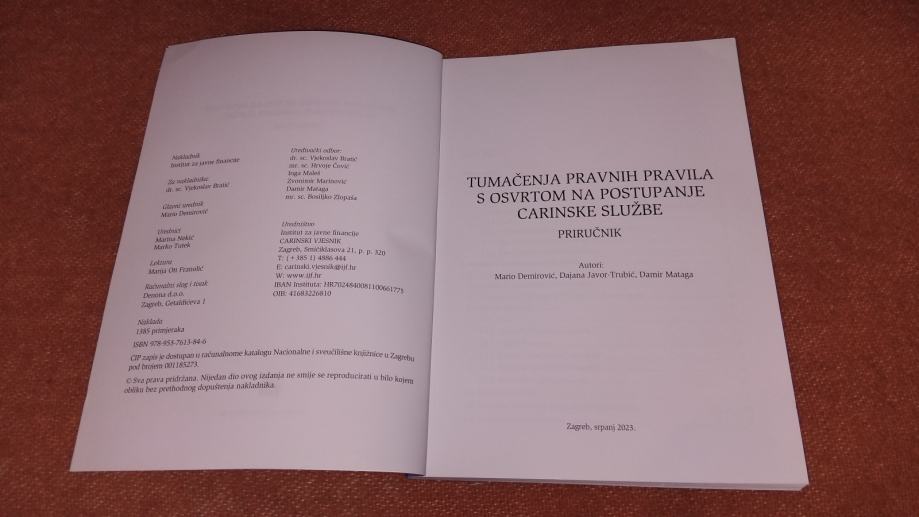 Nakladnik
Institut za javne financije
Za nakladnika:
dr. sc. Vjekoslav Bratić
Glavni urednik
Mario Demirović
Urednici
Marina Nekić
Marko Tutek
Lektura
Marija Ott Franolić
Računalni slog i tisak
Denona d.o.o.
Zagreb, Getaldićeva 1
Naklada
1385 primjeraka
ISBN 978-953-7613-84-6
Urednički odbor:
dr. sc. Vjekoslav Bratić
mr. sc. Hrvoje Čović
Inga Maleš
Zvonimir Marinović
Damir Mataga
mr. sc. Bosiljko Zlopaša
Uredništvo
Institut za javne financije
CARINSKI VJESNIK
Zagreb, Smičiklasova 21, p. p. 320
T: (+385 1) 4886 444
E: carinski.vjesnik@ijf.hr
W: www.ijf.hr
IBAN Instituta: HR7024840081100661775
OIB: 41683226810
CIP zapis je dostupan u računalnome katalogu Nacionalne i sveučilišne knjižnice u Zagrebu
pod brojem 001185273.
© Sva prava pridržana. Nijedan dio ovog izdanja ne smije se reproducirati u bilo kojem
obliku bez prethodnog dopuštenja nakladnika.
TUMAČENJA PRAVNIH PRAVILA
S OSVRTOM NA POSTUPANJE
CARINSKE SLUŽBE
PRIRUČNIK
Autori:
Mario Demirović, Dajana Javor-Trubić, Damir Mataga
Zagreb, srpanj 2023.